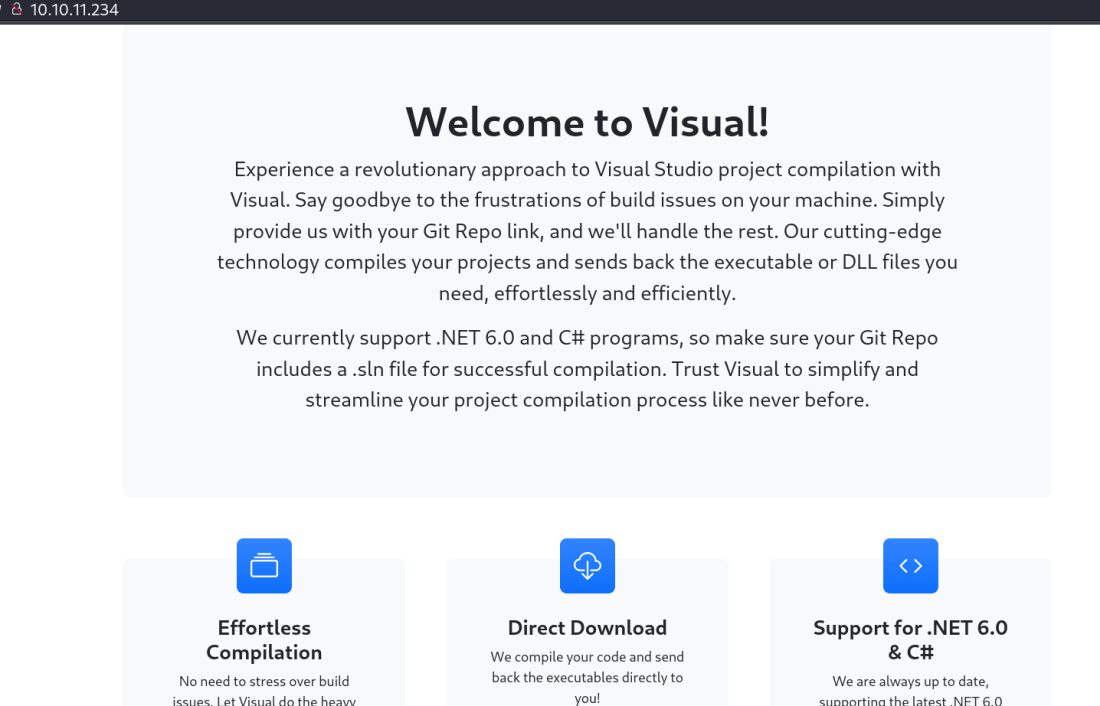 10.10.11.234
Welcome to Visual!
Experience a revolutionary approach to Visual Studio project compilation with
Visual. Say goodbye to the frustrations of build issues on your machine. Simply
provide us with your Git Repo link, and we'll handle the rest. Our cutting-edge
technology compiles your projects and sends back the executable or DLL files you
need, effortlessly and efficiently.
We currently support .NET 6.0 and C# programs, so make sure your Git Repo
includes a .sln file for successful compilation. Trust Visual to simplify and
streamline your project compilation process like never before.
Effortless
Compilation
No need to stress over build
issues. Let Visual do the heavy
Direct Download
We compile your code and send
back the executables directly to
you!
Support for .NET 6.0
& C#
We are always up to date,
supporting the latest .NET 6.0